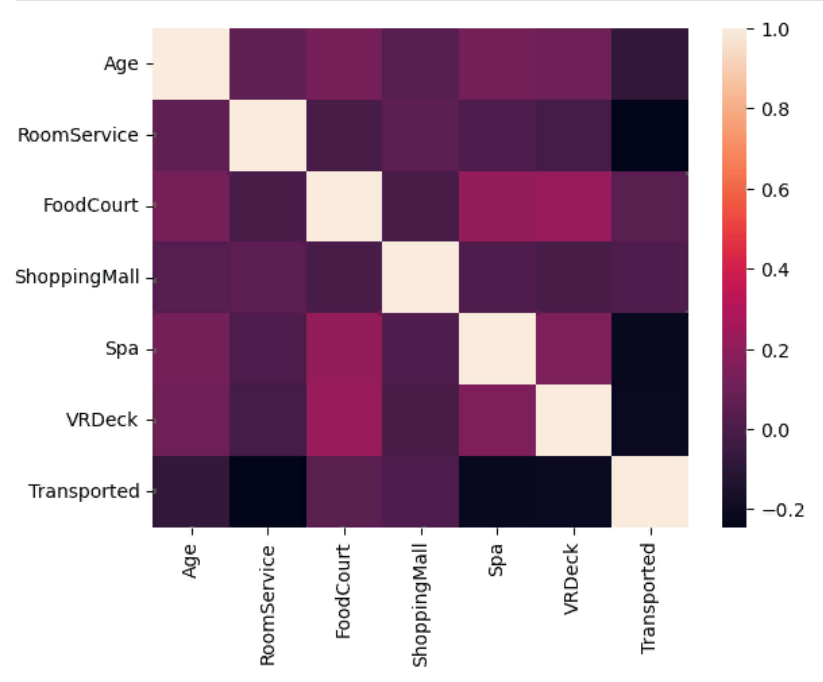 Age
RoomService
FoodCourt
ShoppingMall
Spa
VRDeck
Transported
Age
RoomService
FoodCourt
ShoppingMall
Spa
VRDeck
Transported
1.0
0.8
0.6
0.4
0.2
0.0
−0.2